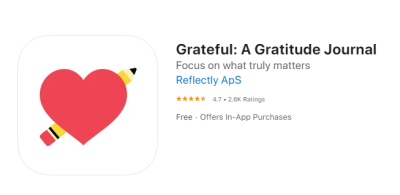 Grateful: A Gratitude Journal
Focus on what truly matters
Reflectly ApS
4.7 • 2.6K Ratings
Free · Offers In-App Purchases